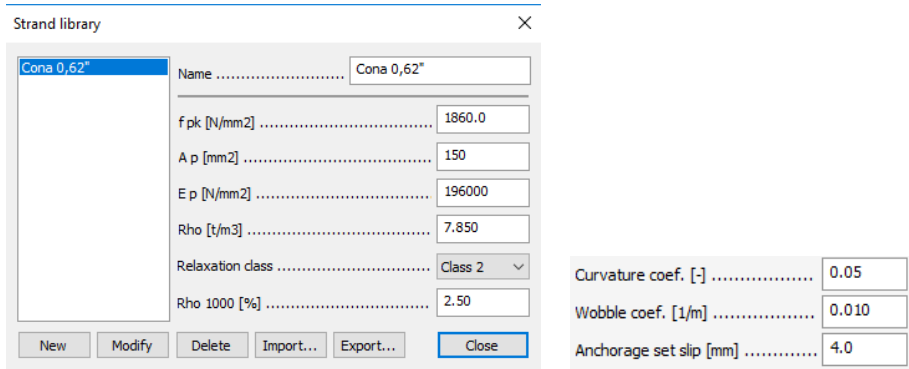 Strand library
Cona 0,62"
Name .......................... Cona 0,62"
f pk [N/mm2] ................................... 1860.0
A p [mm2] ...................................... 150
E p [N/mm2] .................................... 196000
Rho [t/m3] ..................................... 7.850
Relaxation class ............................... Class 2
Rho 1000 [%] .................................. 2.50
New Modify Delete Import... Export... Close
Curvature coef. [-] .................. 0.05
Wobble coef. [1/m] .................. 0.010
Anchorage set slip [mm] ............. 4.0